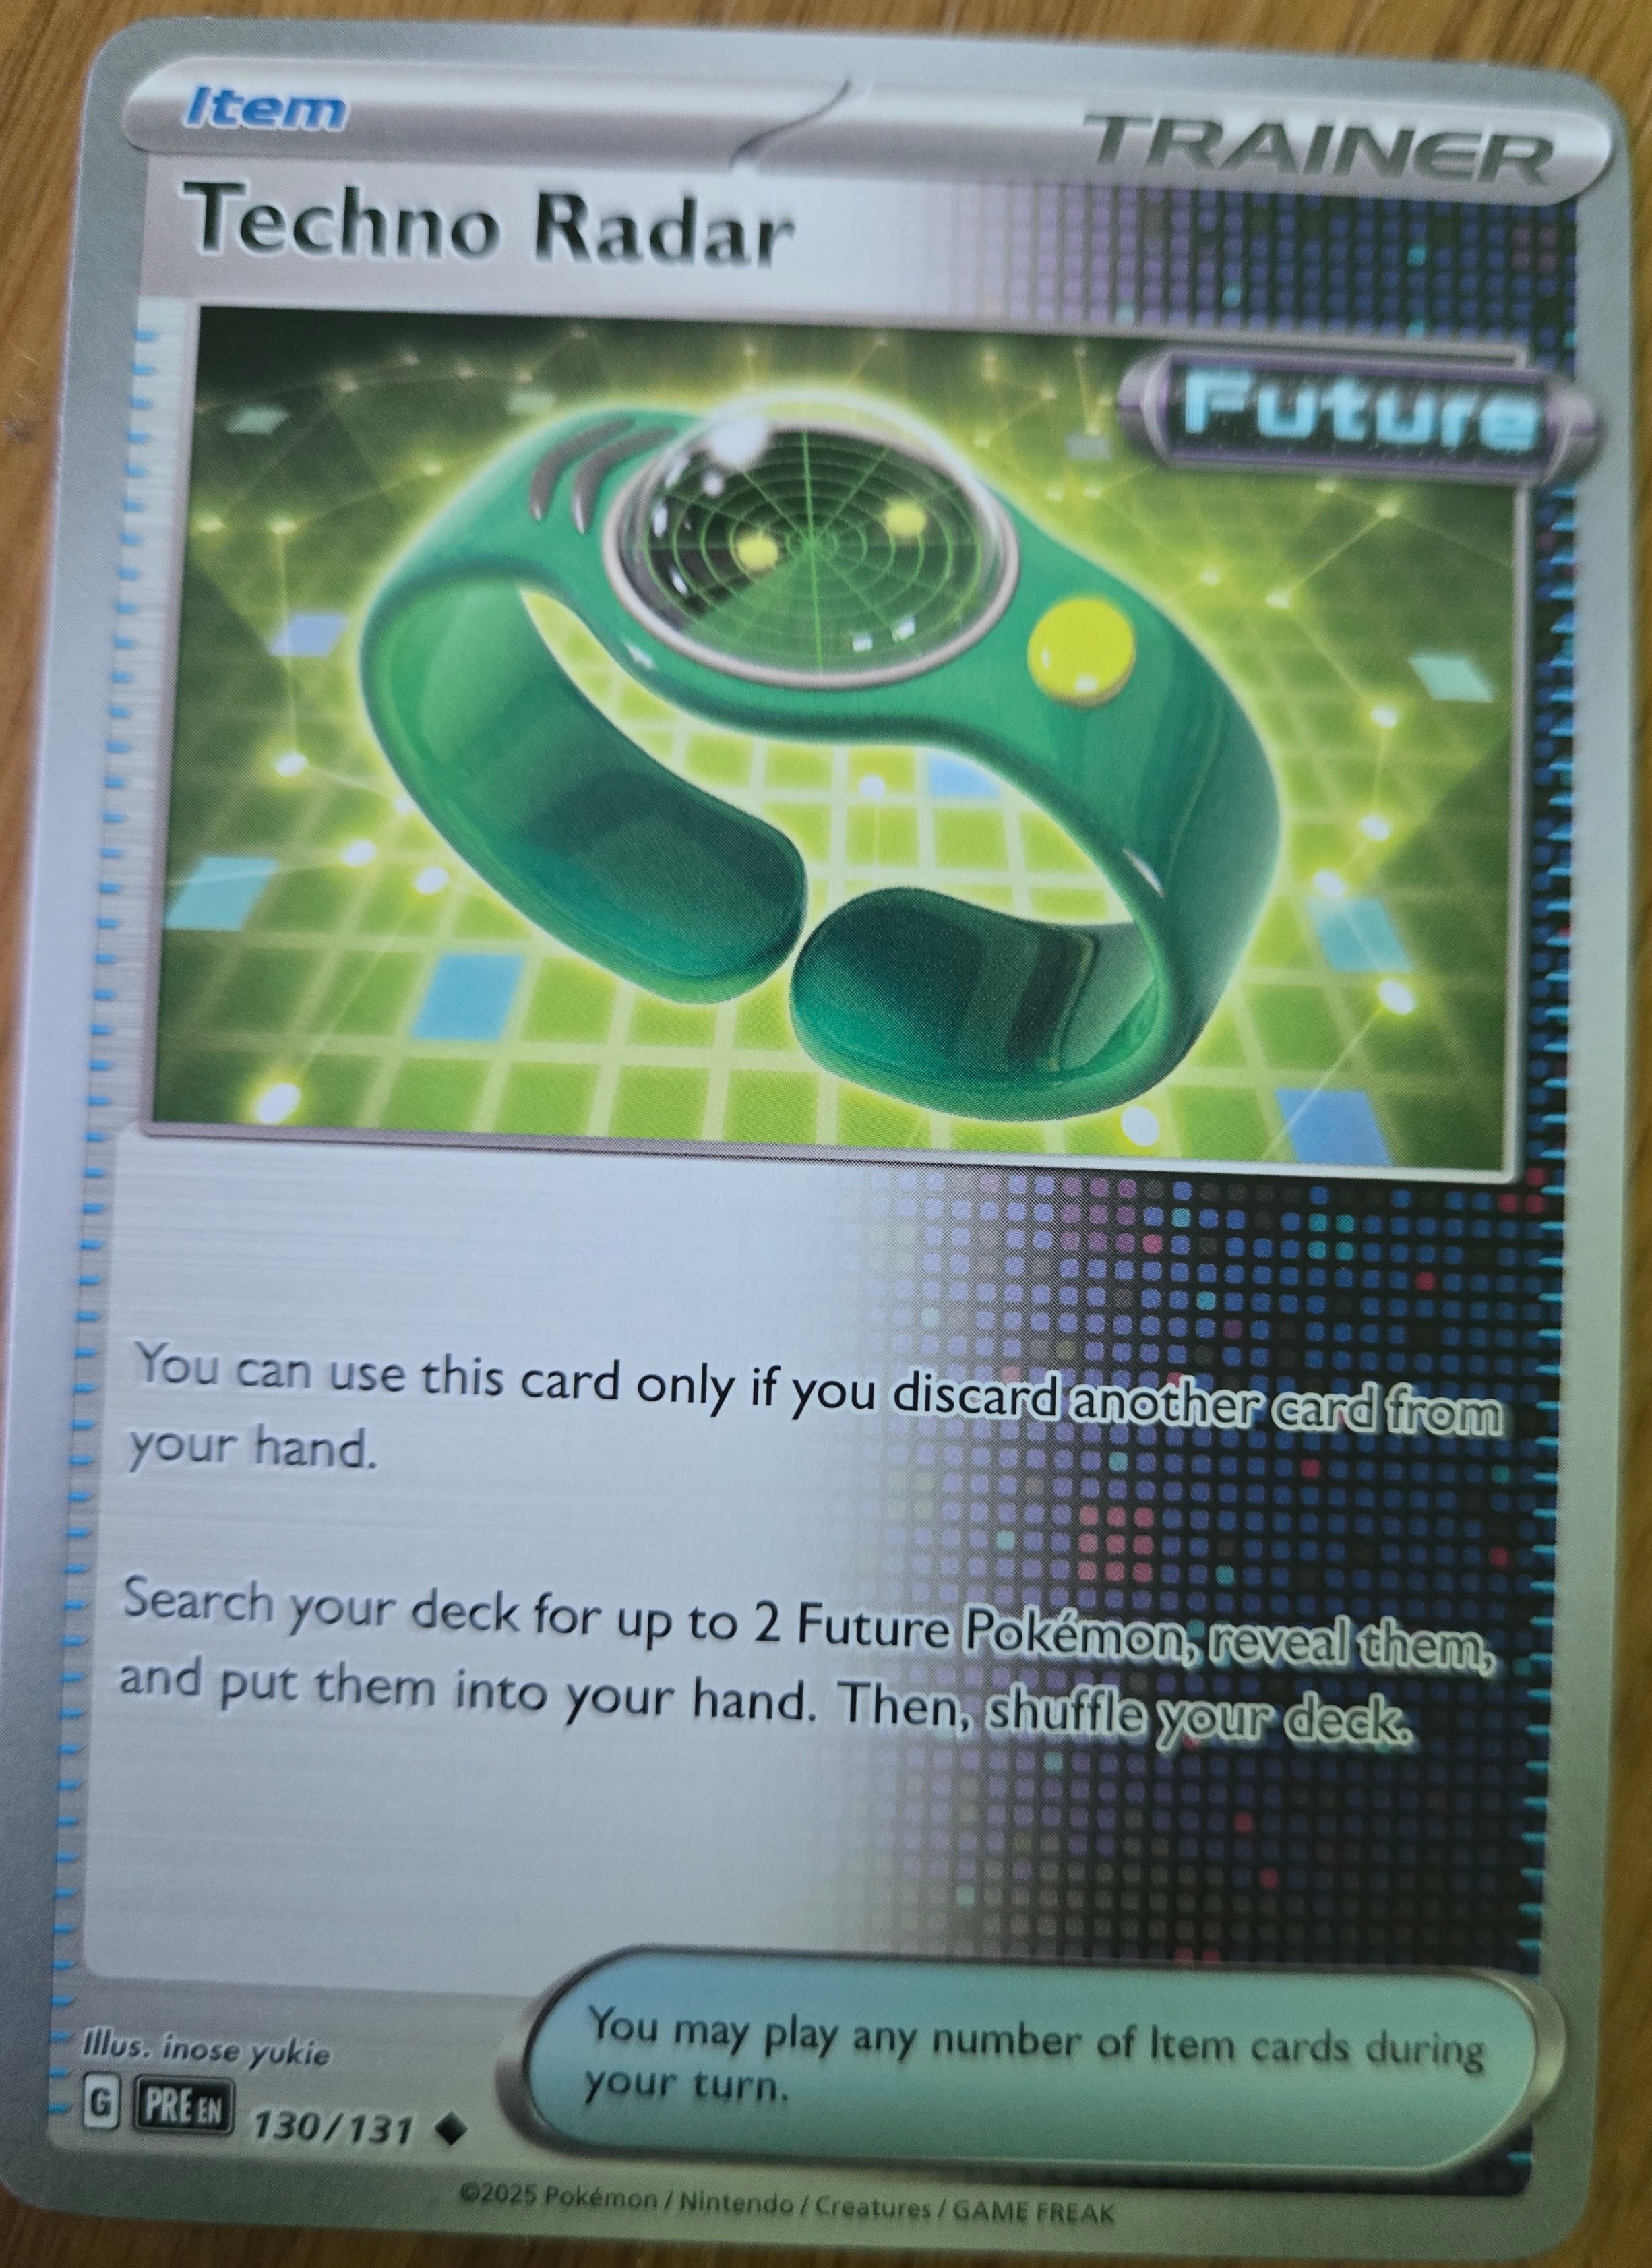 Item
TRAINER
Techno Radar
Future
You can use this card only if you discard another card from
your hand.
Search your deck for up to 2 Future Pokémon, reveal them,
and put them into your hand. Then, shuffle your deck.
You may play any number of Item cards during
your turn.
Illus. inose yukie
G PRE EN 130/131
©2025 Pokémon / Nintendo / Creatures / GAME FREAK